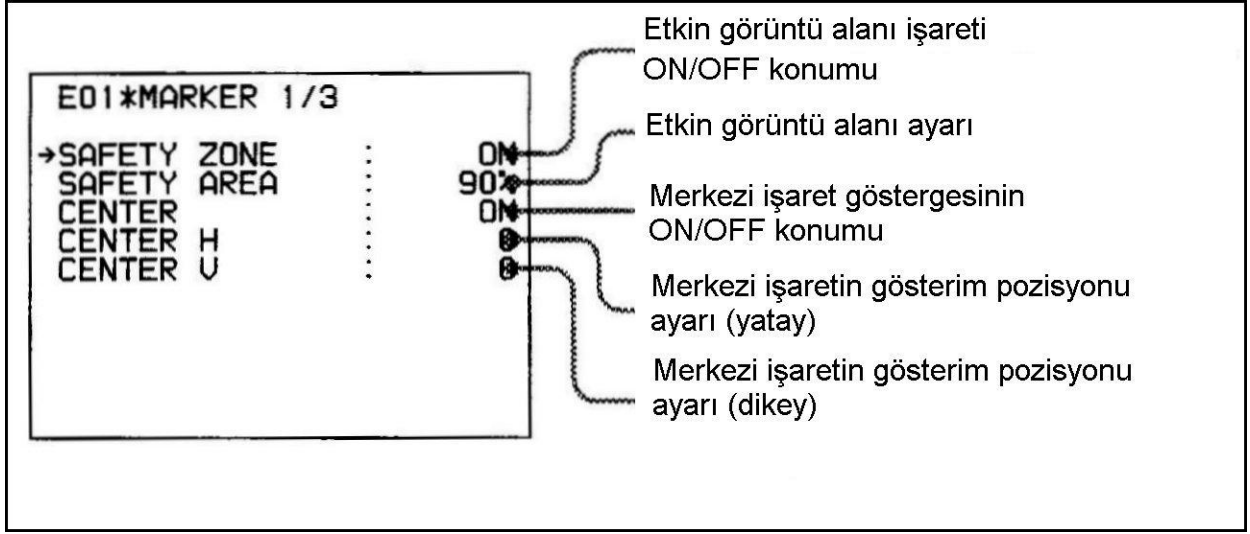 E01*MARKER 1/3
→SAFETY ZONE : ON
SAFETY AREA : 90%
CENTER : ON
CENTER H : 0
CENTER V : 0
Etkin görüntü alanı işareti
ON/OFF konumu
Etkin görüntü alanı ayarı
Merkezi işaret göstergesinin
ON/OFF konumu
Merkezi işaretin gösterim pozisyonu
ayarı (yatay)
Merkezi işaretin gösterim pozisyonu
ayarı (dikey)